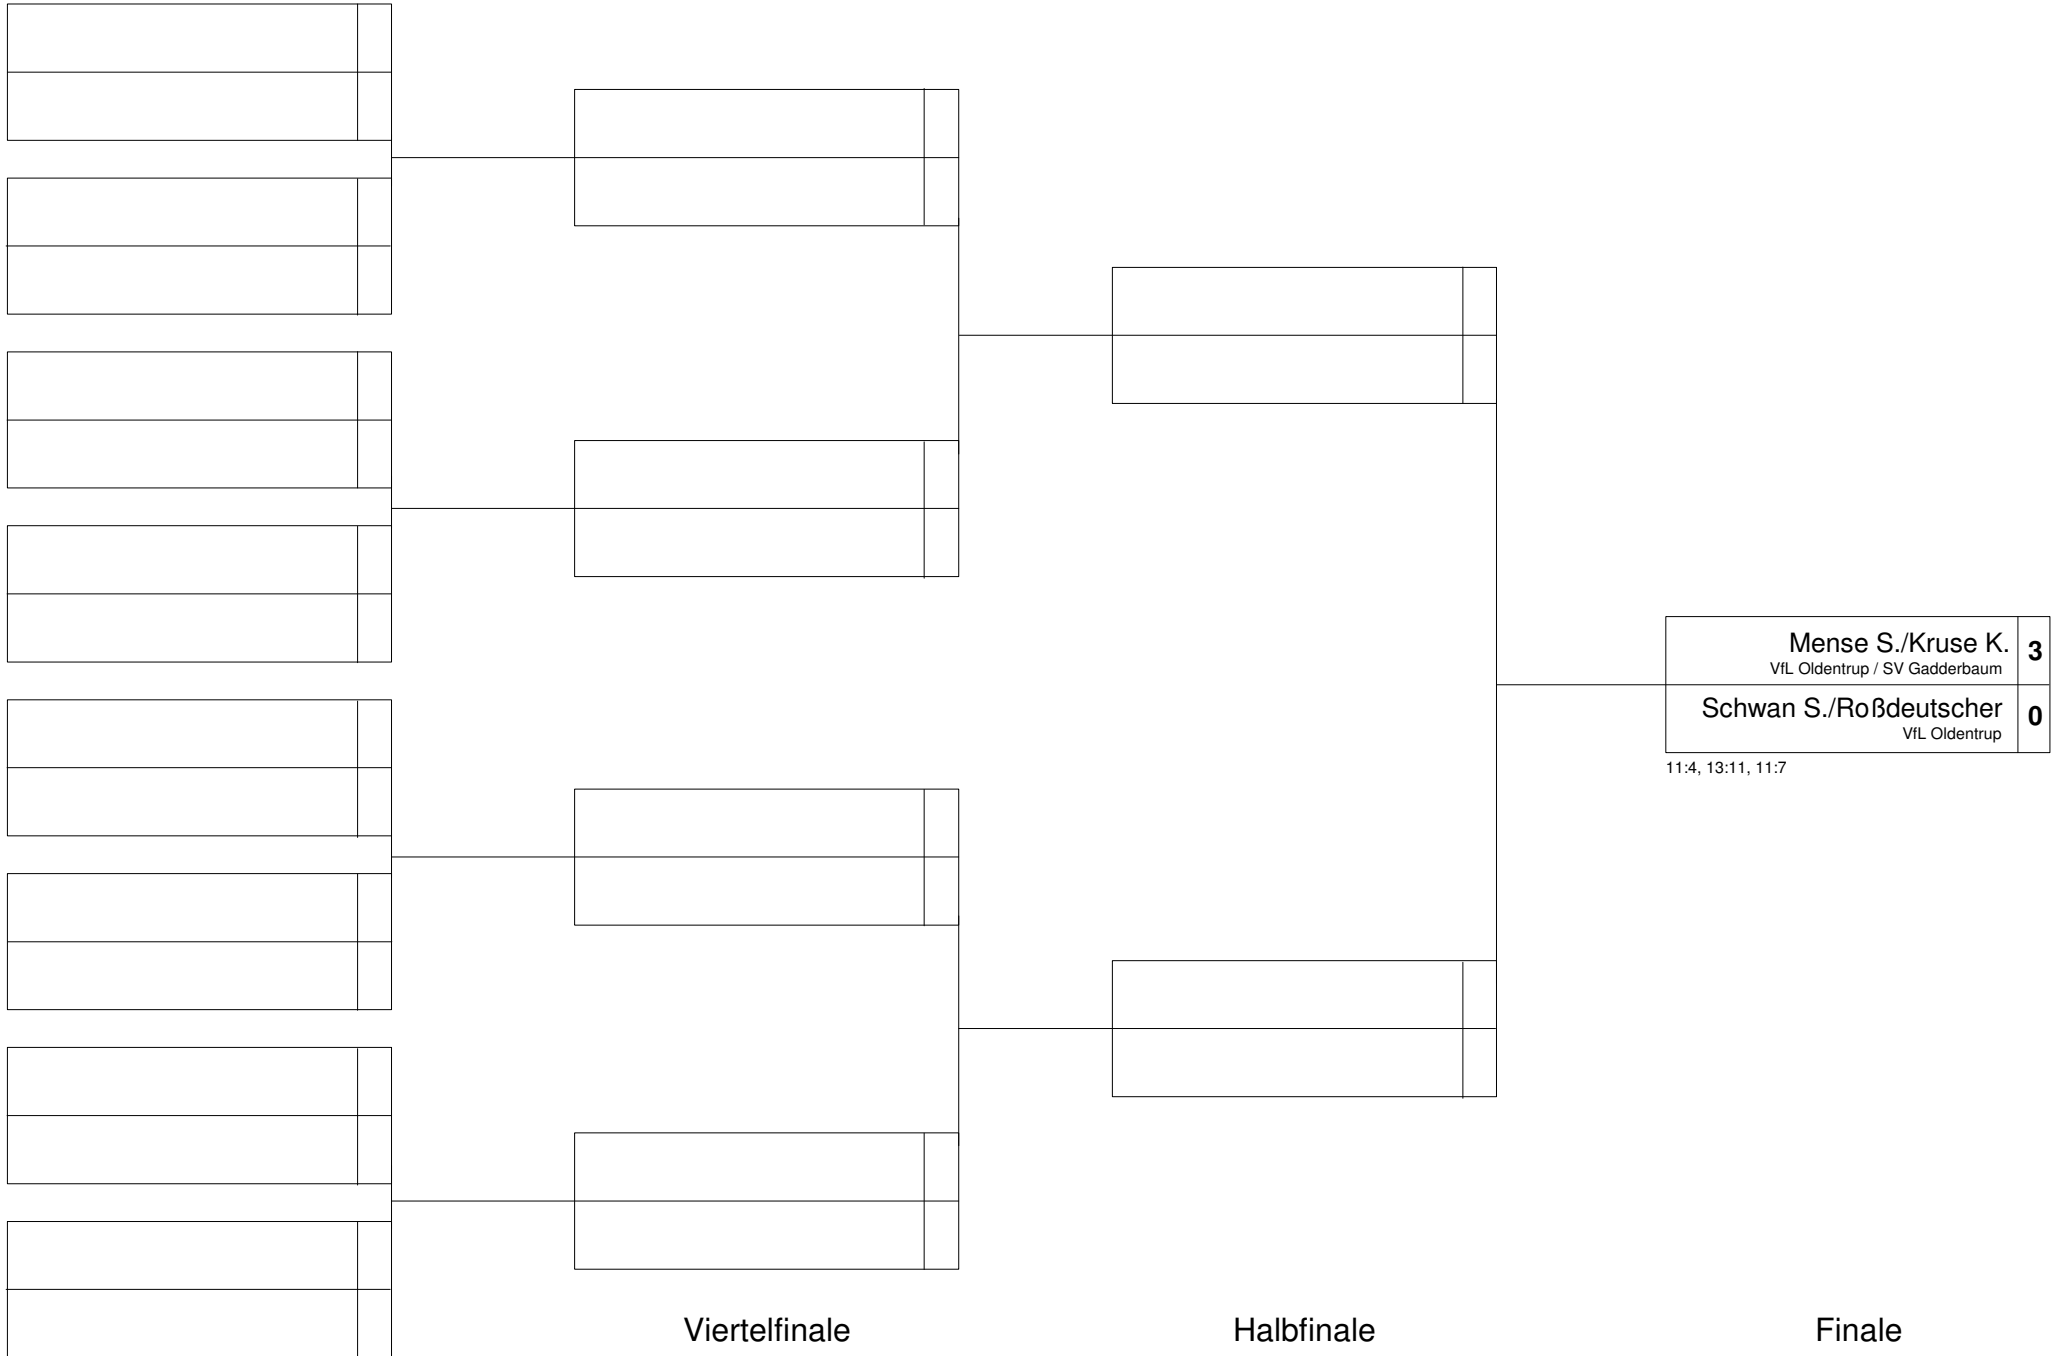 Mense S./Kruse K.
3
VfL Oldentrup / SV Gadderbaum
Schwan S./Roßdeutscher
0
VfL Oldentrup
11:4, 13:11, 11:7
Viertelfinale
Halbfinale
Finale